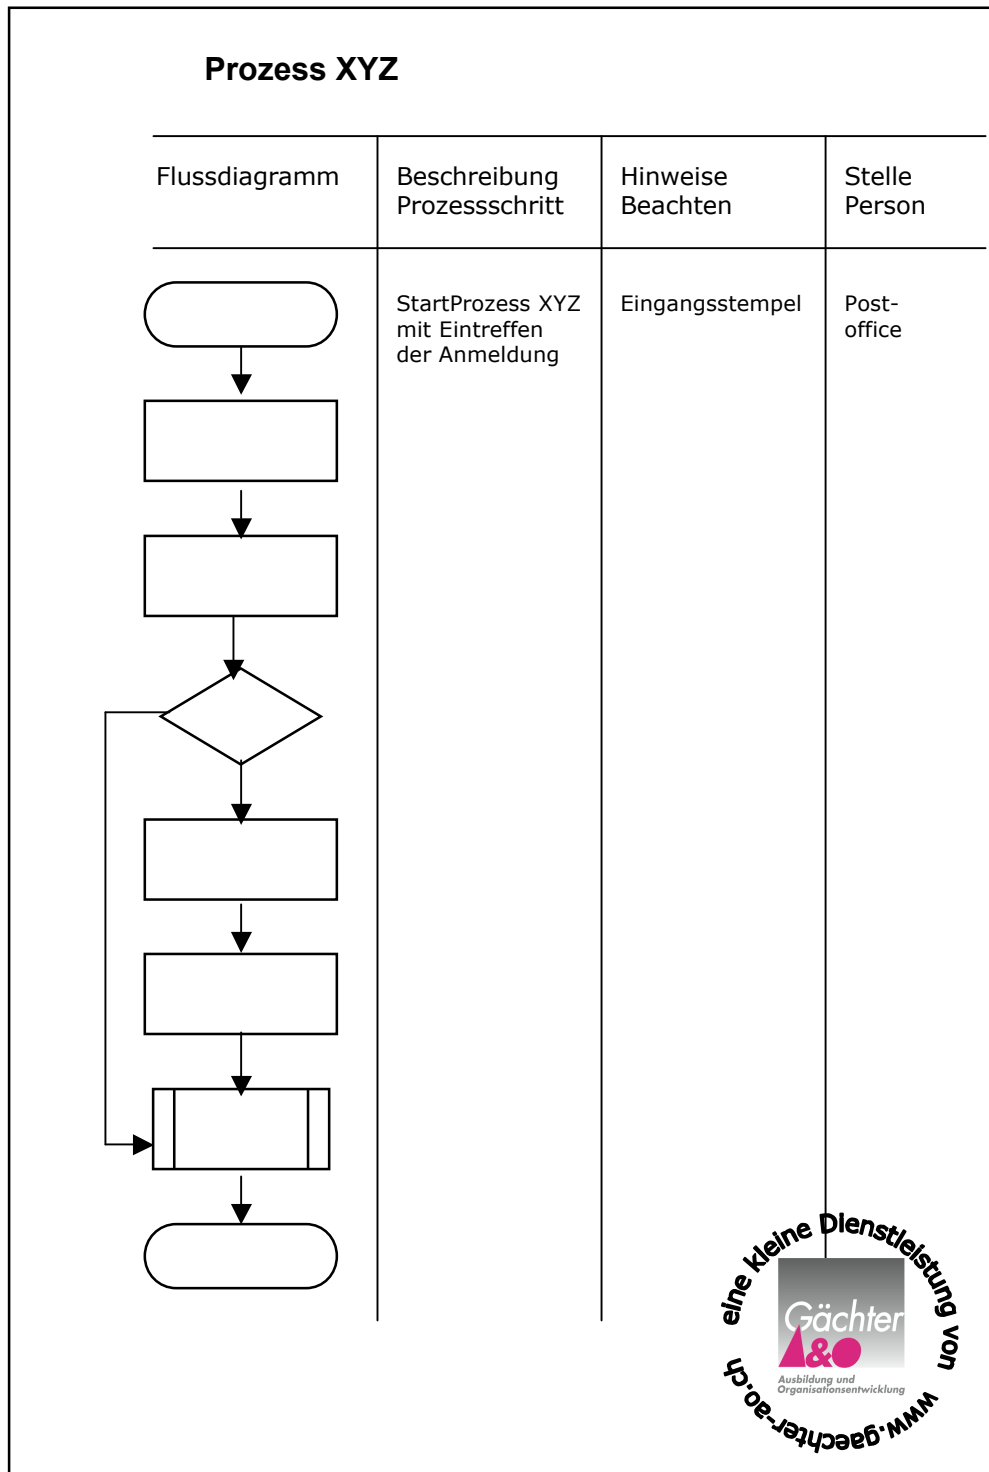 Prozess XYZ
Flussdiagramm
Beschreibung
Prozessschritt
Hinweise
Beachten
Stelle
Person
StartProzess XYZ
mit Eintreffen
der Anmeldung
Eingangsstempel
Post-
office
eine kleine DIenstleistung von www.gaechter-ao.ch
Gächter
A&O
Ausbildung und
Organisationsentwicklung